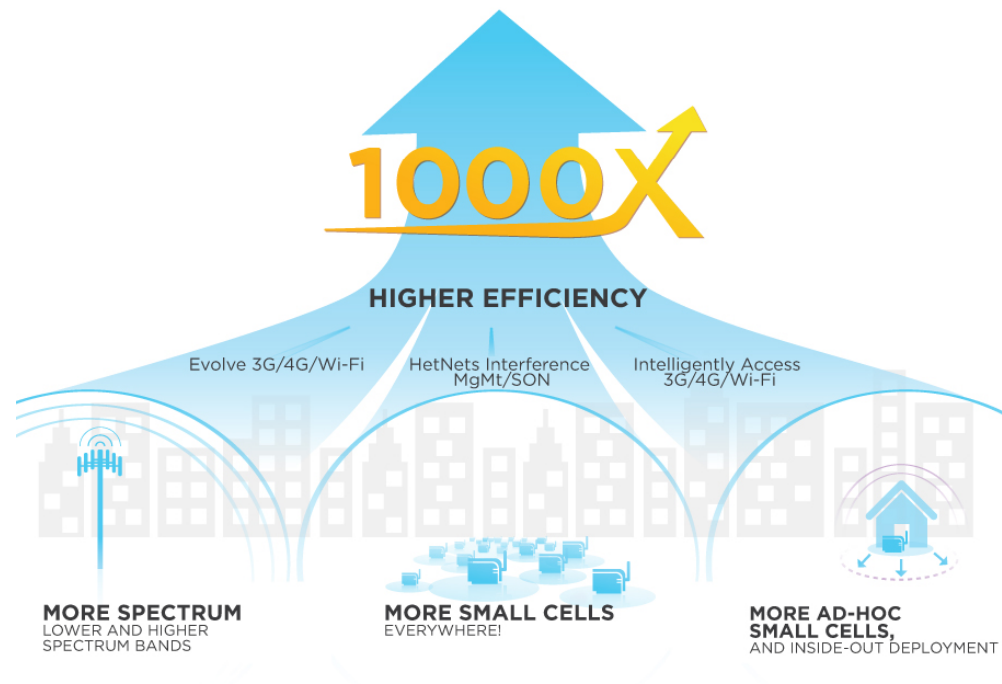 1000X
HIGHER EFFICIENCY
Evolve 3G/4G/Wi-Fi
HetNets Interference
MgMt/SON
Intelligently Access
3G/4G/Wi-Fi
MORE SPECTRUM
LOWER AND HIGHER
SPECTRUM BANDS
MORE SMALL CELLS
EVERYWHERE!
MORE AD-HOC
SMALL CELLS,
AND INSIDE-OUT DEPLOYMENT